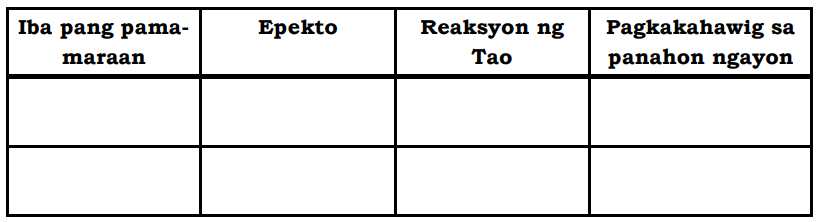 Iba pang pama-
maraan
Epekto
Reaksyon ng
Tao
Pagkakahawig sa
panahon ngayon